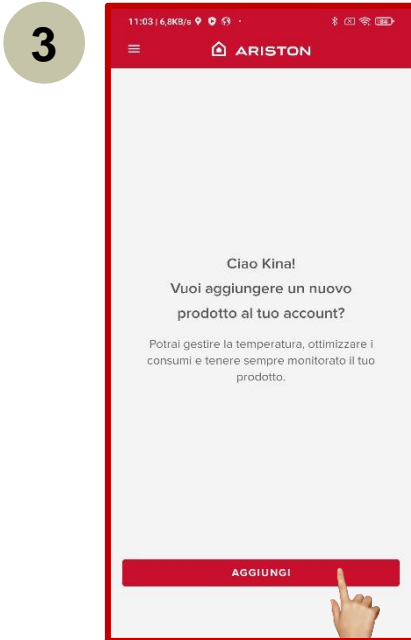 3
11:03 | 6,8KB/s
84
ARISTON
Ciao Kina!
Vuoi aggiungere un nuovo
prodotto al tuo account?
Potrai gestire la temperatura, ottimizzare i
consumi e tenere sempre monitorato il tuo
prodotto.
AGGIUNGI